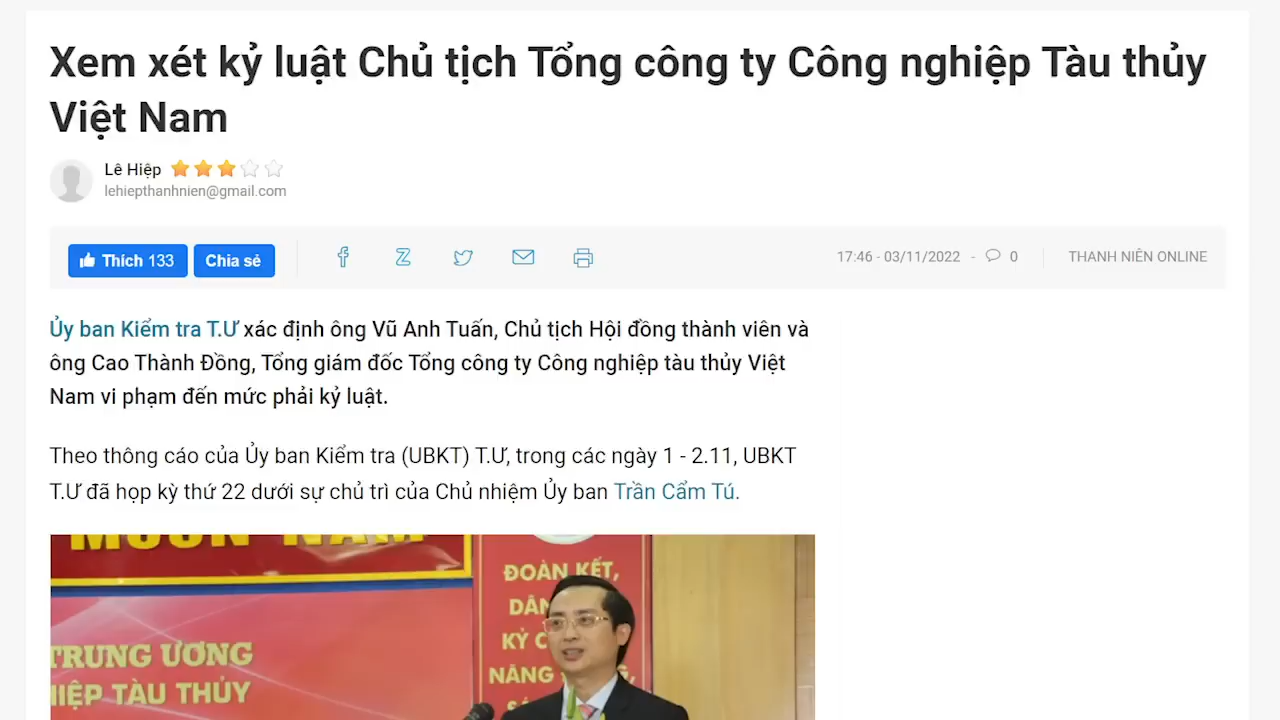 Xem xét kỷ luật Chủ tịch Tổng công ty Công nghiệp Tàu thủy
Việt Nam
Lê Hiệp
lehiepthanhnien@gmail.com
Thích 133
Chia sẻ
17:46 - 03/11/2022 - 0
THANH NIÊN ONLINE
Ủy ban Kiểm tra T.Ư xác định ông Vũ Anh Tuấn, Chủ tịch Hội đồng thành viên và
ông Cao Thành Đồng, Tổng giám đốc Tổng công ty Công nghiệp tàu thủy Việt
Nam vi phạm đến mức phải kỷ luật.
Theo thông cáo của Ủy ban Kiểm tra (UBKT) T.Ư, trong các ngày 1 - 2.11, UBKT
T.Ư đã họp kỳ thứ 22 dưới sự chủ trì của Chủ nhiệm Ủy ban Trần Cẩm Tú.
NAM
ĐOÀN KẾT,
DÂN
KỶ
NĂNG
TRUNG ƯƠNG
TÀU THỦY